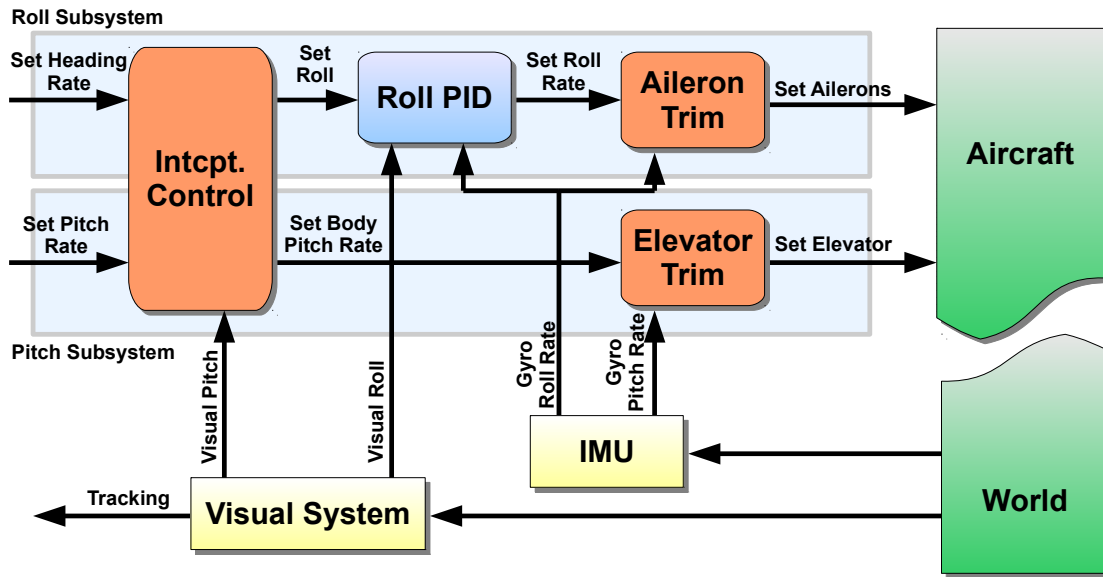 Roll Subsystem
Set Heading
Rate
Set
Roll
Roll PID
Set Roll
Rate
Aileron
Trim
Set Ailerons
Aircraft
Intcpt.
Control
Set Pitch
Rate
Set Body
Pitch Rate
Elevator
Trim
Set Elevator
Pitch Subsystem
Visual Pitch
Visual Roll
Gyro
Roll Rate
Gyro
Pitch Rate
IMU
Tracking
Visual System
World